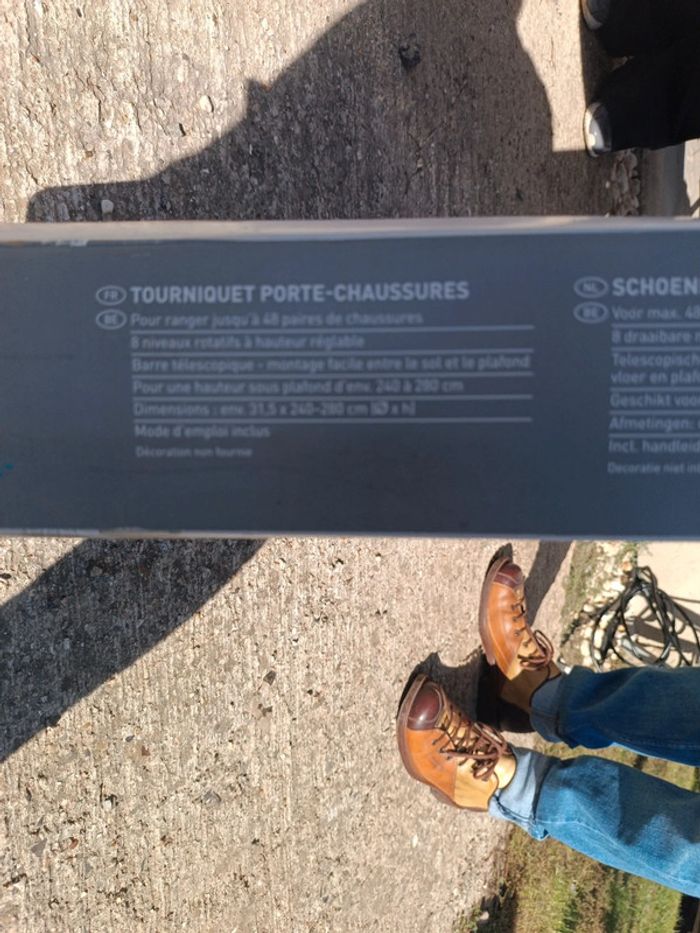 FR TOURNIQUET PORTE-CHAUSSURES
BE Pour ranger jusqu'à 48 paires de chaussures
8 niveaux rotatifs à hauteur réglable
Barre télescopique - montage facile entre le sol et le plafond
Pour une hauteur sous plafond d'env. 240 à 280 cm
Dimensions : env. 31,5 x 240-280 cm (Ø x h)
Mode d'emploi inclus
Décoration non fournie
NL SCHOEN
BE Voor max. 48
8 draaibare
Telescopisc
vloer en plaf
Geschikt voo
Afmetingen:
Incl. handleid
Decoratie niet in